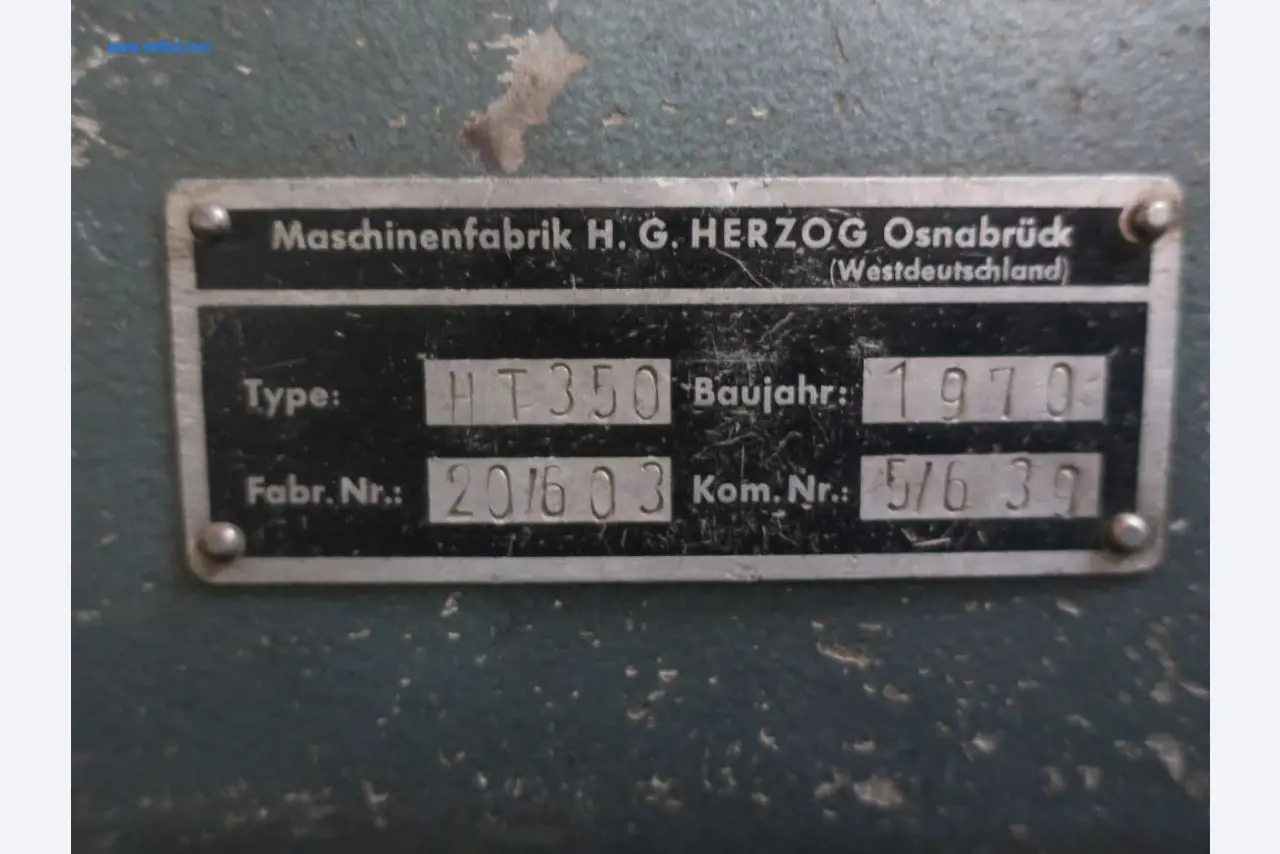 Maschinenfabrik H. G. HERZOG Osnabrück
(Westdeutschland)
Type: HT350 Baujahr: 1970
Fabr. Nr.: 20/603 Kom. Nr.: 5/639